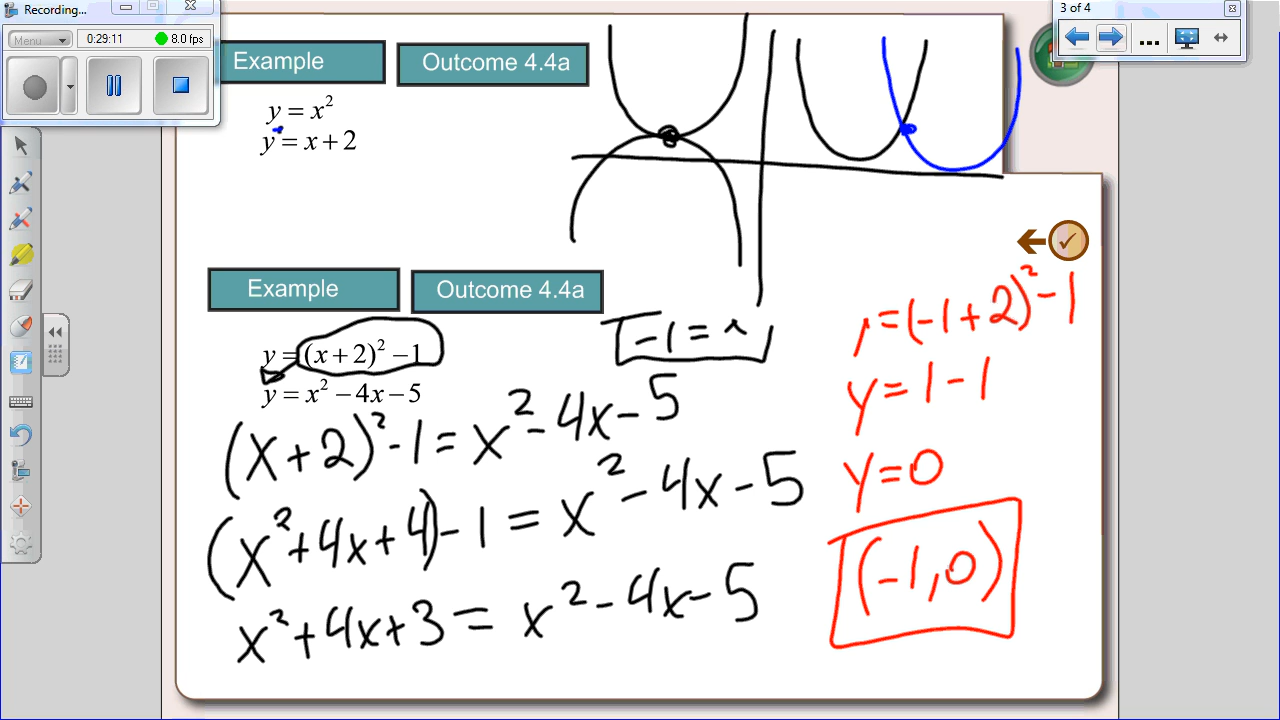 Recording...
3 of 4
Menu
0:29:11
8.0 fps
Example
Outcome 4.4a
y = x²
y = x + 2
Example
Outcome 4.4a
y = (x + 2)² − 1
y = x² − 4x − 5
(x+2)²-1 = x²-4x-5
(x²+4x+4)-1 = x²-4x-5
x²+4x+3 = x²-4x-5
-1 =
=(-1+2)²-1
y=1-1
y=0
(-1,0)